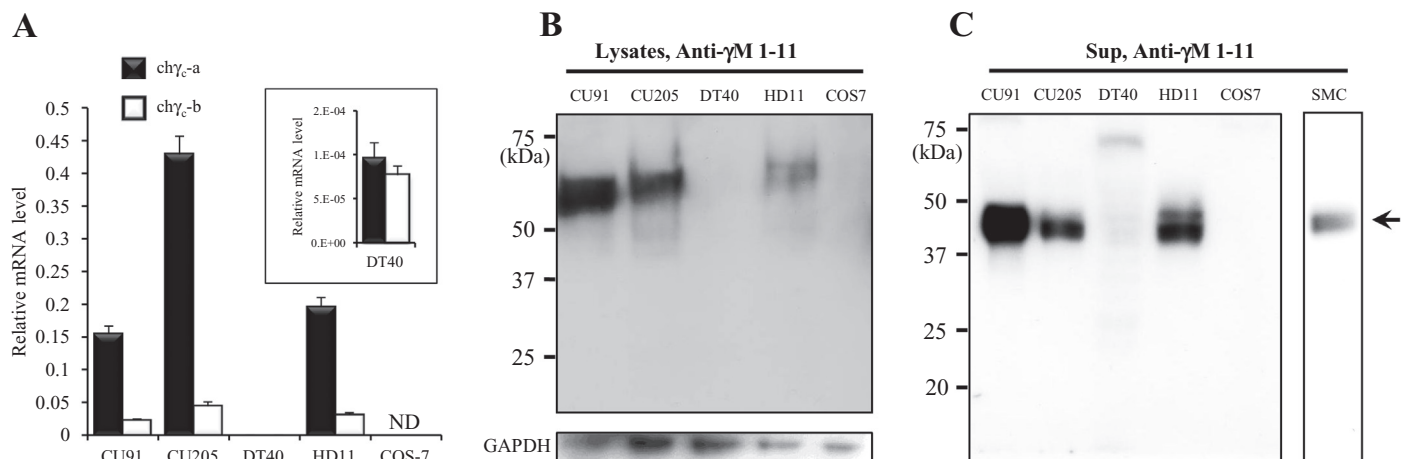 A
chγc-a
chγc-b
Relative mRNA level
0.5
0.45
0.4
0.35
0.3
0.25
0.2
0.15
0.1
0.05
0
CU91 CU205 DT40 HD11 COS-7
ND
Relative mRNA level
2.E-04
1.E-04
5.E-05
0.E+00
DT40
B
Lysates, Anti-γM 1-11
CU91 CU205 DT40 HD11 COS7
75
(kDa)
50
37
25
GAPDH
C
Sup, Anti-γM 1-11
CU91 CU205 DT40 HD11 COS7 SMC
75
(kDa)
50
37
25
20